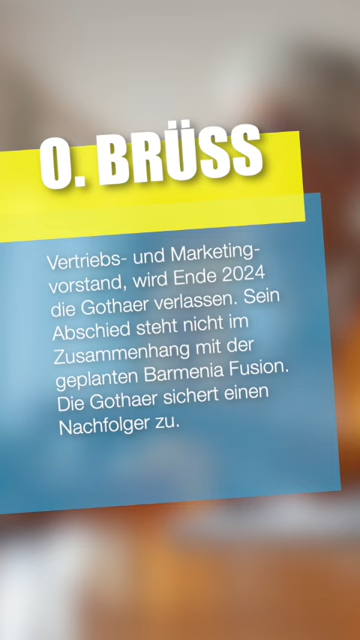 O. BRÜSS
Vertriebs- und Marketing-
vorstand, wird Ende 2024
die Gothaer verlassen. Sein
Abschied steht nicht im
Zusammenhang mit der
geplanten Barmenia Fusion.
Die Gothaer sichert einen
Nachfolger zu.